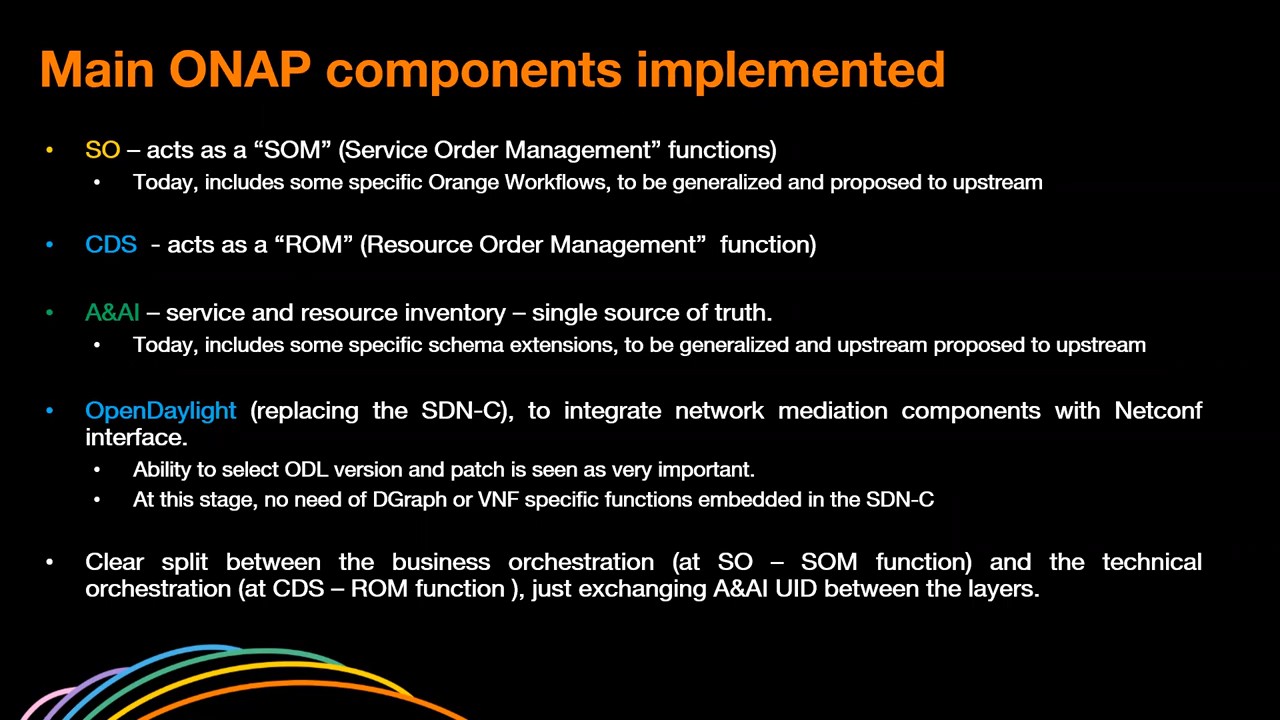 Main ONAP components implemented
• SO – acts as a “SOM” (Service Order Management” functions)
• Today, includes some specific Orange Workflows, to be generalized and proposed to upstream
• CDS - acts as a “ROM” (Resource Order Management” function)
• A&AI – service and resource inventory – single source of truth.
• Today, includes some specific schema extensions, to be generalized and upstream proposed to upstream
• OpenDaylight (replacing the SDN-C), to integrate network mediation components with Netconf
interface.
• Ability to select ODL version and patch is seen as very important.
• At this stage, no need of DGraph or VNF specific functions embedded in the SDN-C
• Clear split between the business orchestration (at SO – SOM function) and the technical
orchestration (at CDS – ROM function ), just exchanging A&AI UID between the layers.